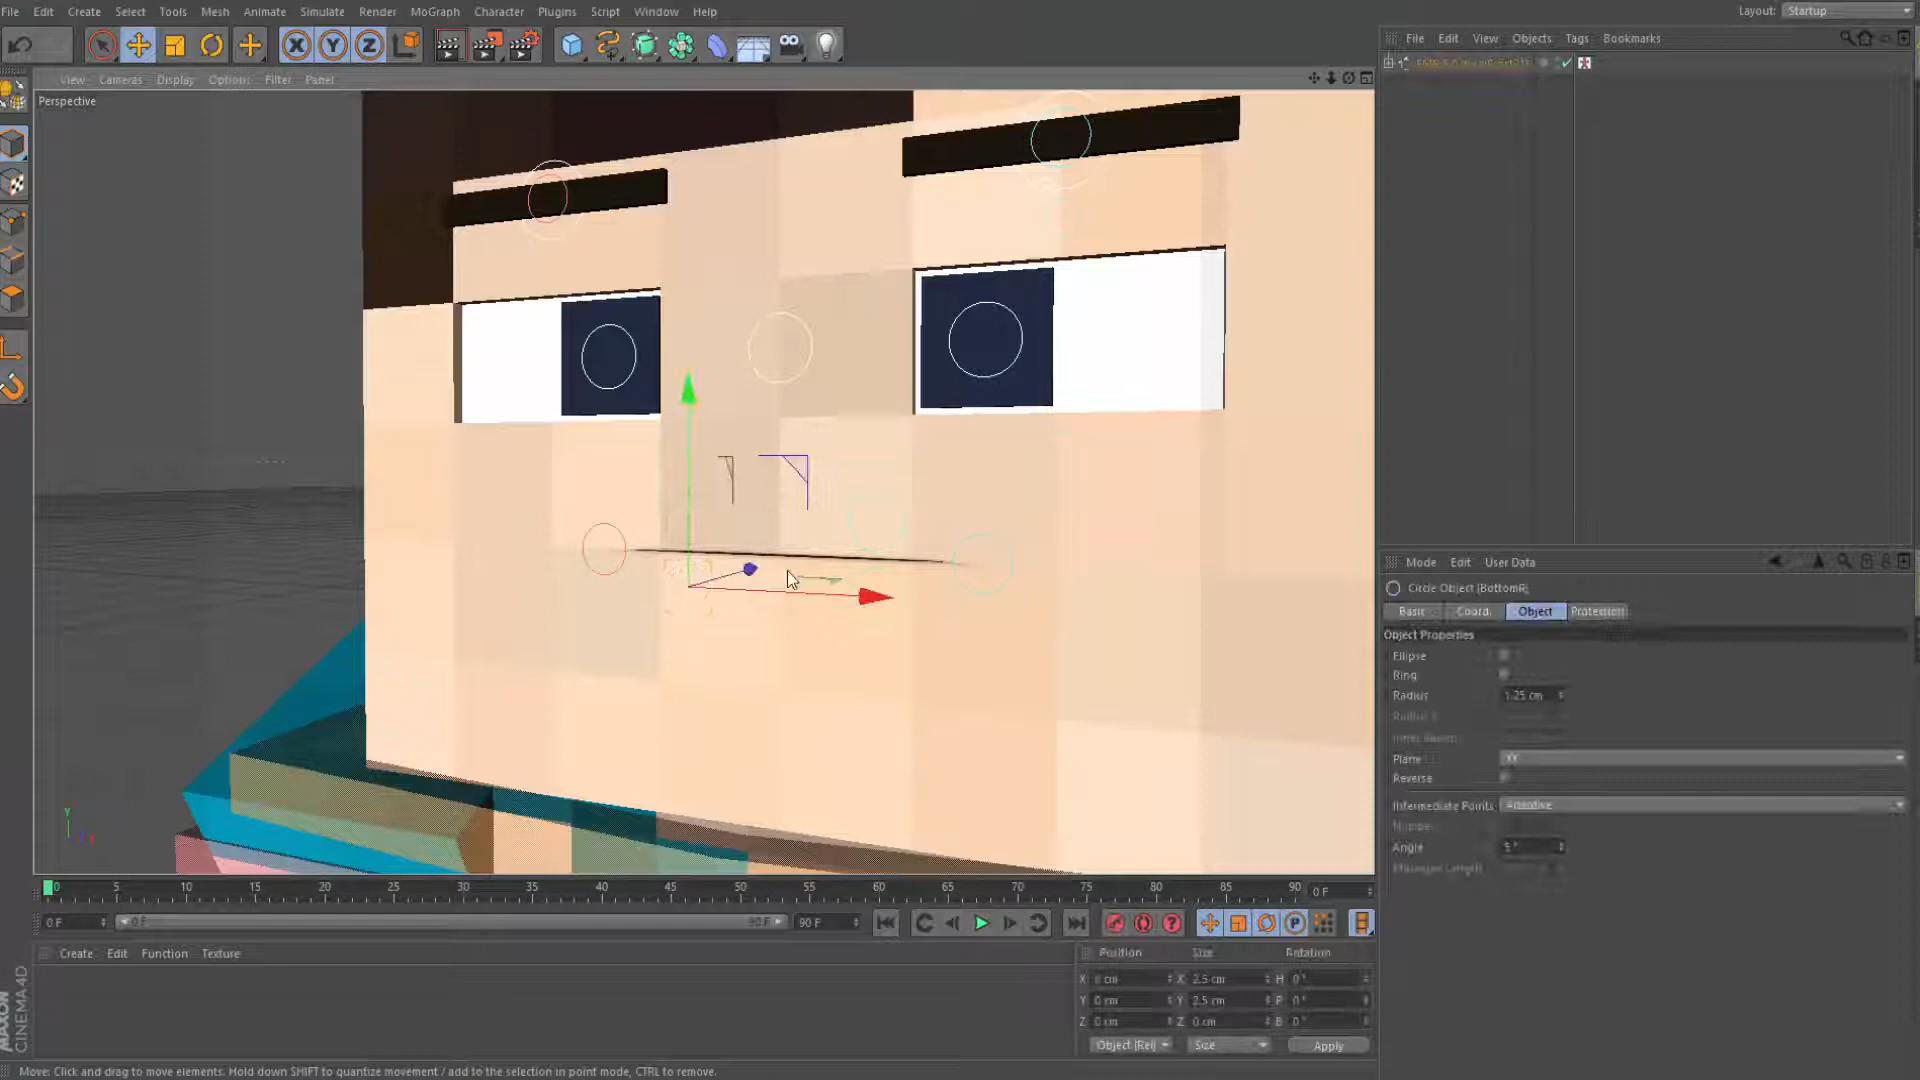 File Edit Create Select Tools Mesh Animate Simulate Render MoGraph Character Plugins Script Window Help
Layout: Startup
File Edit View Objects Tags Bookmarks
View Cameras Display Options Filter Panel
Perspective
Mode Edit User Data
Circle Object [BottomR]
Basic Coord. Object Protection
Object Properties
Ellipse
Ring
Radius 1.25 cm
Plane XY
Reverse
Intermediate Points Adaptive
Number
Angle 5°
Maximum Length
0 5 10 15 20 25 30 35 40 45 50 55 60 65 70 75 80 85 90 0 F
0 F 0 F 90 F 90 F
Create Edit Function Texture
Position Size Rotation
X 0 cm X 2.5 cm H 0°
Y 0 cm Y 2.5 cm P 0°
Z 0 cm Z 0 cm B 0°
Object (Rel) Size Apply
MAXON
CINEMA 4D
Move: Click and drag to move elements. Hold down SHIFT to quantize movement / add to the selection in point mode, CTRL to remove.